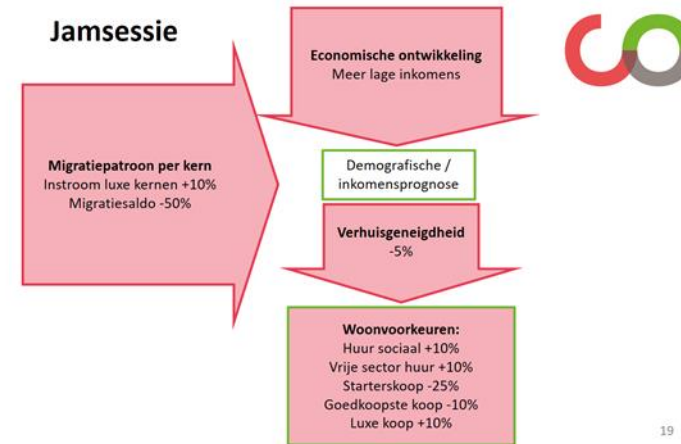 Jamsessie
Economische ontwikkeling
Meer lage inkomens
Migratiepatroon per kern
Instroom luxe kernen +10%
Migratiesaldo -50%
Demografische /
inkomensprognose
Verhuisgeneigdheid
-5%
Woonvoorkeuren:
Huur sociaal +10%
Vrije sector huur +10%
Starterskoop -25%
Goedkoopste koop -10%
Luxe koop +10%
19